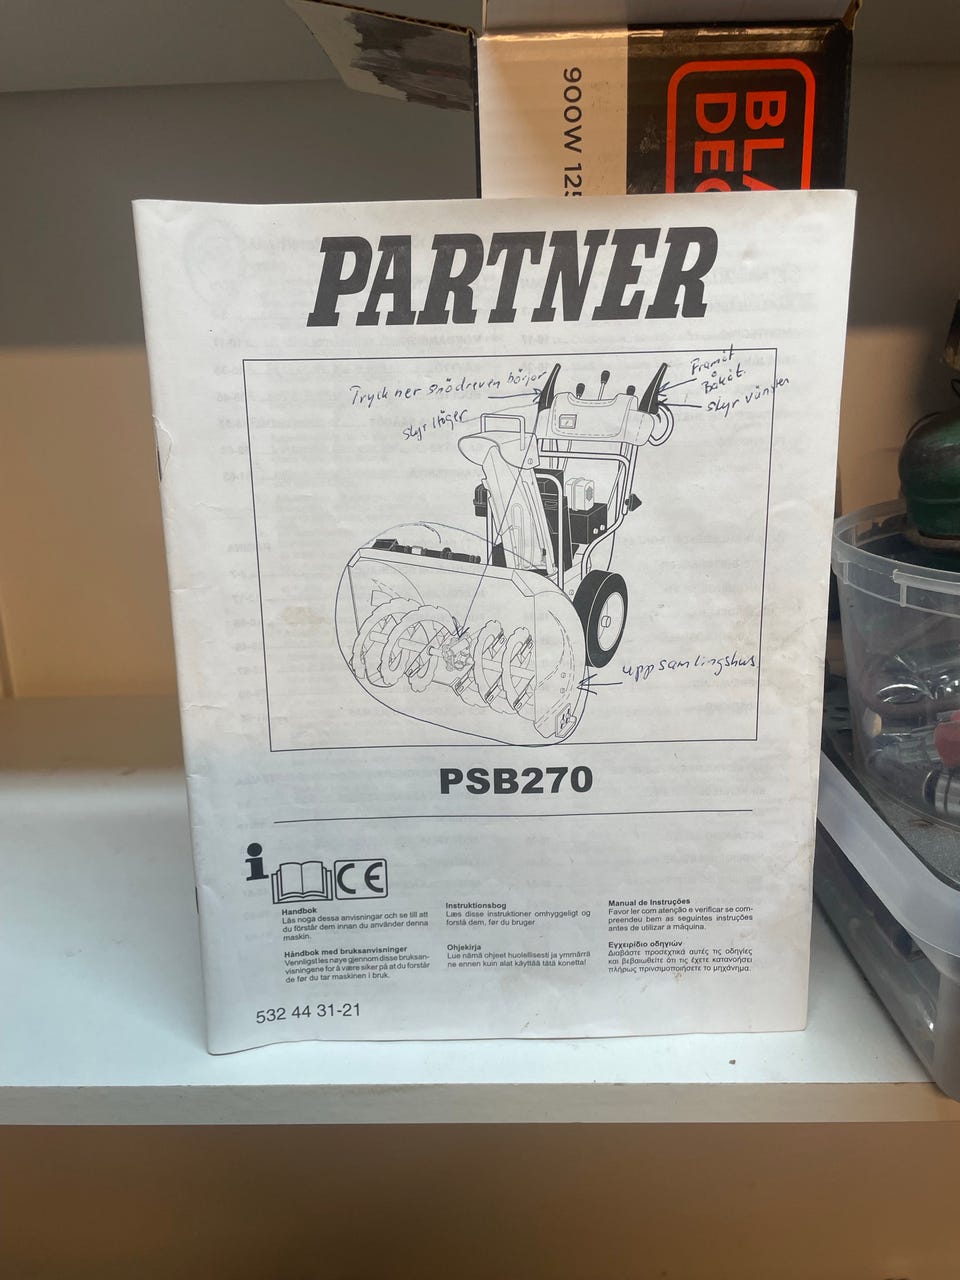 900W 125
BLA
DEC
PARTNER
Tryck ner snödreven börjar
styr Höger
Framåt
Bakåt.
styr vänster
uppsamlingshus
PSB270
i
CE
Handbok
Läs noga dessa anvisningar och se till att
du förstår dem innan du använder denna
maskin.
Håndbok med bruksanvisninger
Vennligst les nøye gjennom disse bruksan-
visningene for å være siker på at du forstår
de før du tar maskinen i bruk.
Instruktionsbog
Læs disse instruktioner omhyggeligt og
forstå dem, før du bruger
Ohjekirja
Lue nämä ohjeet huolellisesti ja ymmärrä
ne ennen kuin alat käyttää tätä konetta!
Manual de Instruções
Favor ler com atenção e verificar se com-
preendeu bem as seguintes instruções
antes de utilizar a máquina.
Εγχειρίδιο οδηγιών
Διαβάστε προσεχτικά αυτές τις οδηγίες
και βεβαιωθείτε ότι τις έχετε κατανοήσει
πλήρως πρινσιμοποιήσετε το μηχάνημα.
532 44 31-21